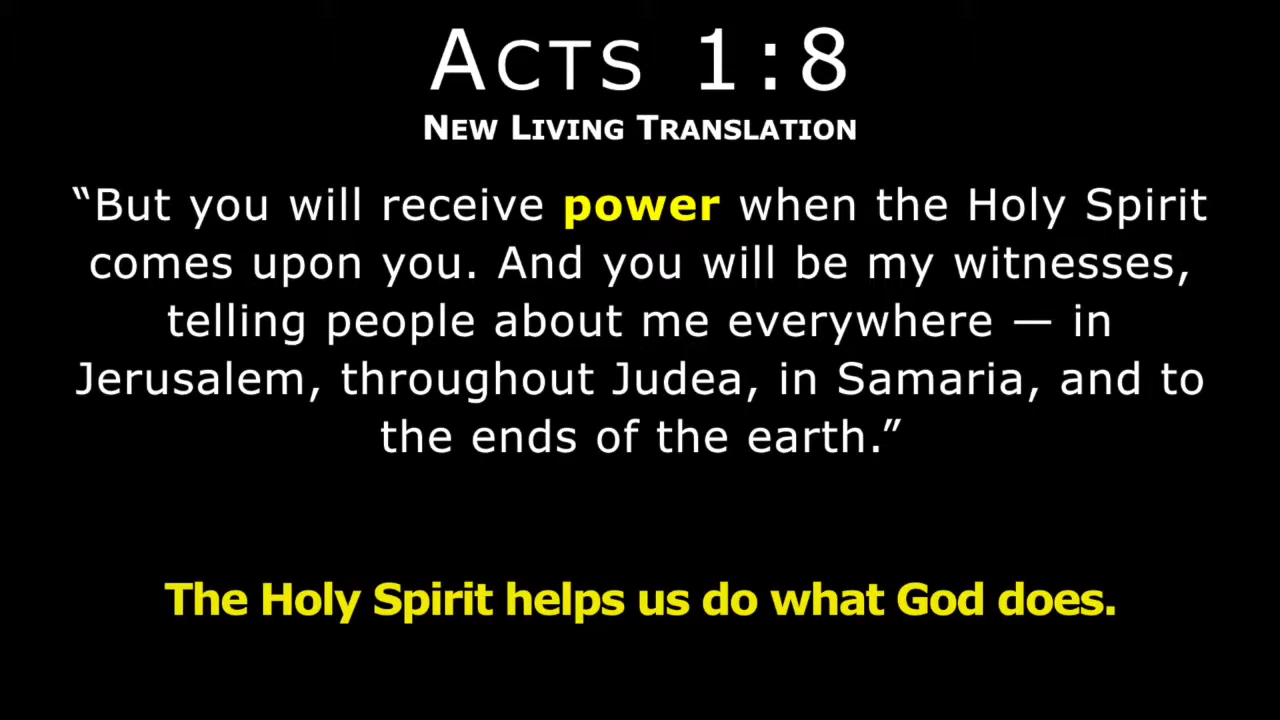 Acts 1:8
New Living Translation
“But you will receive power when the Holy Spirit
comes upon you. And you will be my witnesses,
telling people about me everywhere — in
Jerusalem, throughout Judea, in Samaria, and to
the ends of the earth.”
The Holy Spirit helps us do what God does.